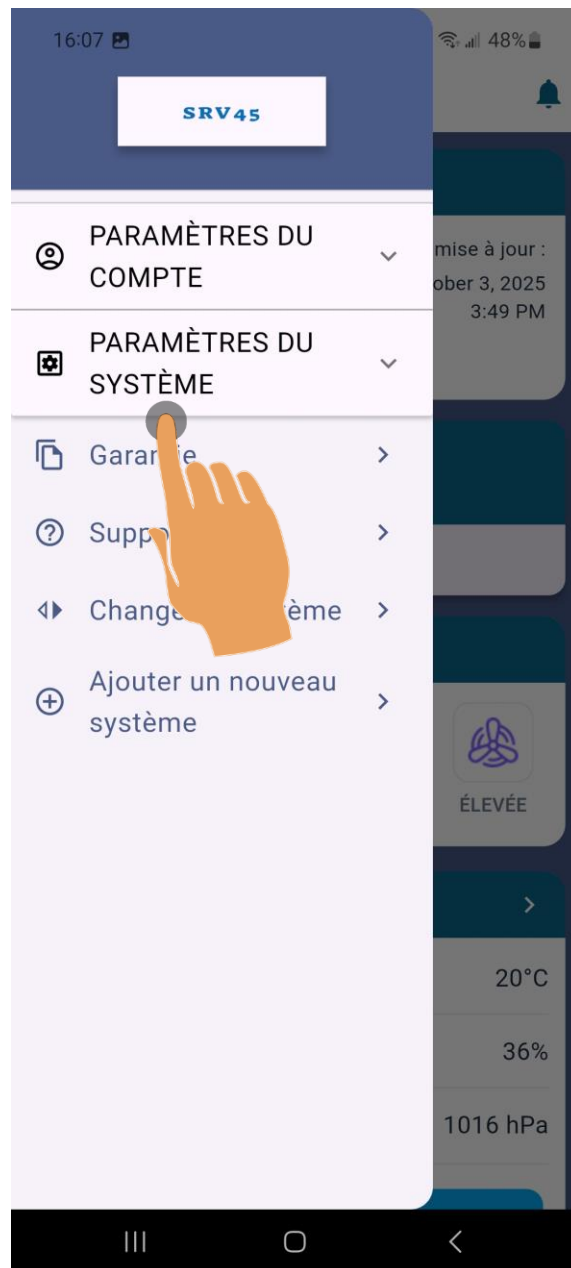 16:07
48%
SRV45
PARAMÈTRES DU
COMPTE
mise à jour :
ober 3, 2025
3:49 PM
PARAMÈTRES DU
SYSTÈME
Garan
ie
Supp
Change
ème
Ajouter un nouveau
système
ÉLEVÉE
20°C
36%
1016 hPa